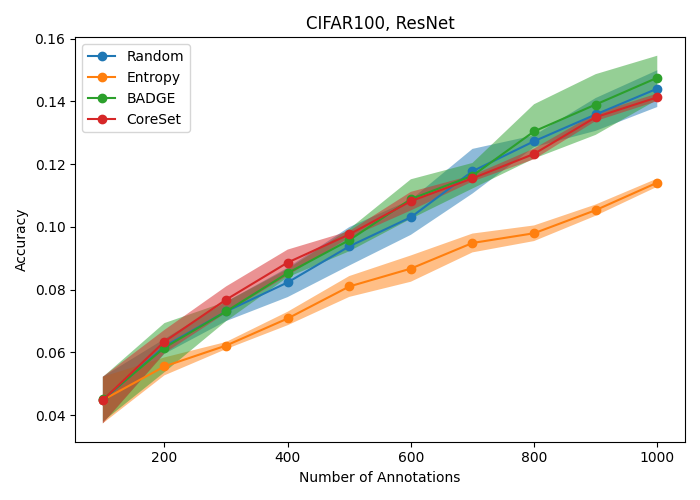 CIFAR100, ResNet
Random
Entropy
BADGE
CoreSet
Accuracy
0.16
0.14
0.12
0.10
0.08
0.06
0.04
200 400 600 800 1000
Number of Annotations